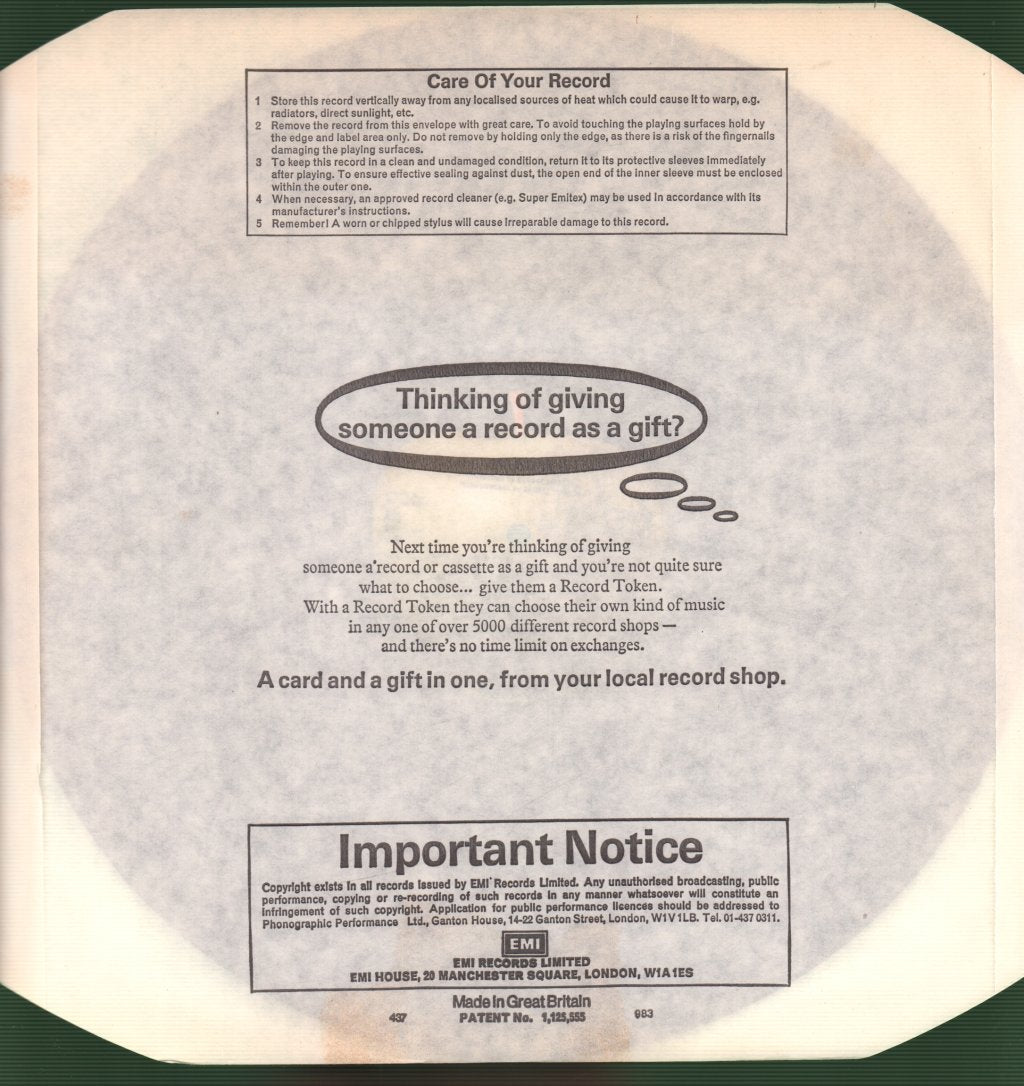 Care Of Your Record
1 Store this record vertically away from any localised sources of heat which could cause it to warp, e.g.
radiators, direct sunlight, etc.
2 Remove the record from this envelope with great care. To avoid touching the playing surfaces hold by
the edge and label area only. Do not remove by holding only the edge, as there is a risk of the fingernails
damaging the playing surfaces.
3 To keep this record in a clean and undamaged condition, return it to its protective sleeves immediately
after playing. To ensure effective sealing against dust, the open end of the inner sleeve must be enclosed
within the outer one.
4 When necessary, an approved record cleaner (e.g. Super Emitex) may be used in accordance with its
manufacturer's instructions.
5 Remember! A worn or chipped stylus will cause irreparable damage to this record.
Thinking of giving
someone a record as a gift?
Next time you're thinking of giving
someone a record or cassette as a gift and you're not quite sure
what to choose... give them a Record Token.
With a Record Token they can choose their own kind of music
in any one of over 5000 different record shops —
and there's no time limit on exchanges.
A card and a gift in one, from your local record shop.
Important Notice
Copyright exists in all records issued by EMI Records Limited. Any unauthorised broadcasting, public
performance, copying or re-recording of such records in any manner whatsoever will constitute an
infringement of such copyright. Application for public performance licences should be addressed to
Phonographic Performance Ltd., Ganton House, 14-22 Ganton Street, London, W1V 1LB. Tel. 01-437 0311.
EMI
EMI RECORDS LIMITED
EMI HOUSE, 20 MANCHESTER SQUARE, LONDON, W1A 1ES
Made in Great Britain
437 PATENT No. 1,125,555 983